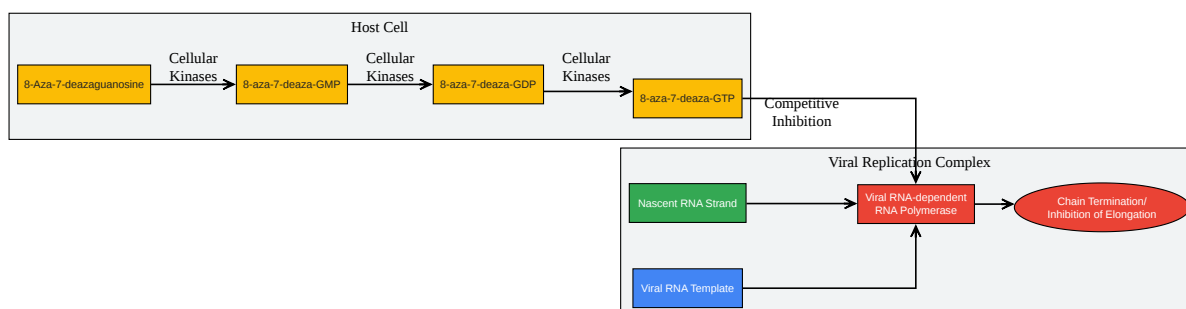 Host Cell
Cellular
Kinases
Cellular
Kinases
Cellular
Kinases
8-Aza-7-deazaguanosine
8-aza-7-deaza-GMP
8-aza-7-deaza-GDP
8-aza-7-deaza-GTP
Competitive
Inhibition
Viral Replication Complex
Nascent RNA Strand
Viral RNA-dependent
RNA Polymerase
Chain Termination/
Inhibition of Elongation
Viral RNA Template